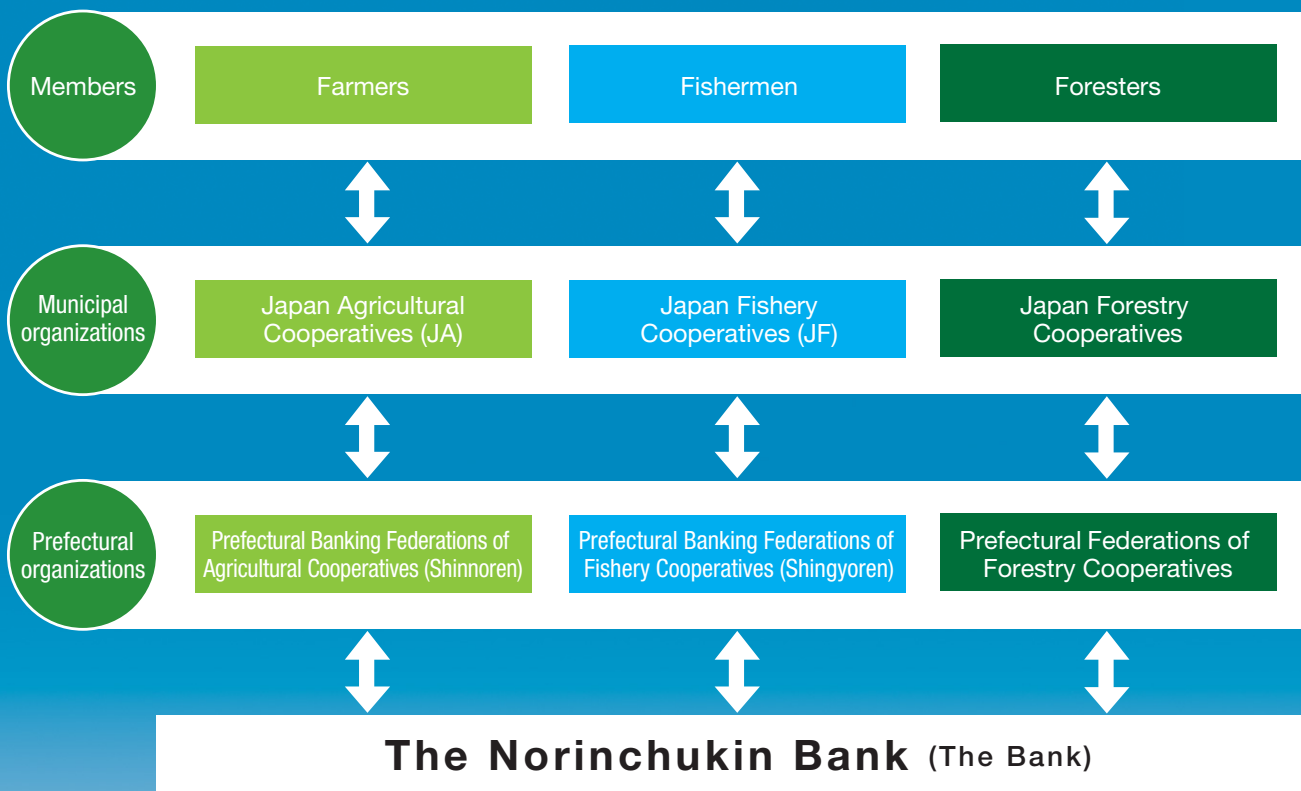 Members
Farmers
Fishermen
Foresters
Municipal
organizations
Japan Agricultural
Cooperatives (JA)
Japan Fishery
Cooperatives (JF)
Japan Forestry
Cooperatives
Prefectural
organizations
Prefectural Banking Federations of
Agricultural Cooperatives (Shinnoren)
Prefectural Banking Federations of
Fishery Cooperatives (Shingyoren)
Prefectural Federations of
Forestry Cooperatives
The Norinchukin Bank (The Bank)